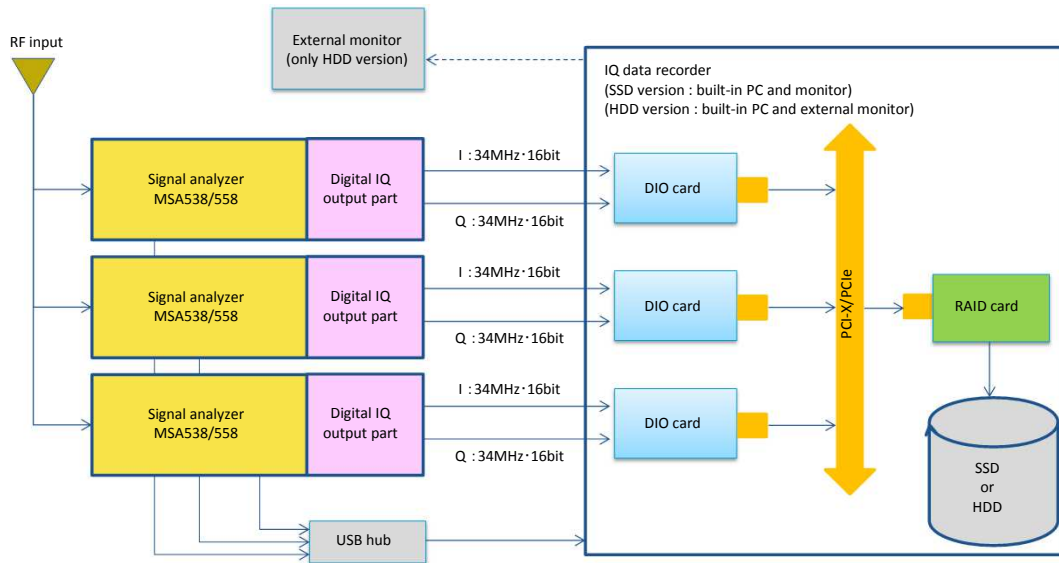 RF input
External monitor
(only HDD version)
IQ data recorder
(SSD version : built-in PC and monitor)
(HDD version : built-in PC and external monitor)
Signal analyzer
MSA538/558
Digital IQ
output part
I : 34MHz･16bit
Q : 34MHz･16bit
DIO card
Signal analyzer
MSA538/558
Digital IQ
output part
I : 34MHz･16bit
Q : 34MHz･16bit
DIO card
PCI-X/PCIe
RAID card
Signal analyzer
MSA538/558
Digital IQ
output part
I : 34MHz･16bit
Q : 34MHz･16bit
DIO card
SSD
or
HDD
USB hub